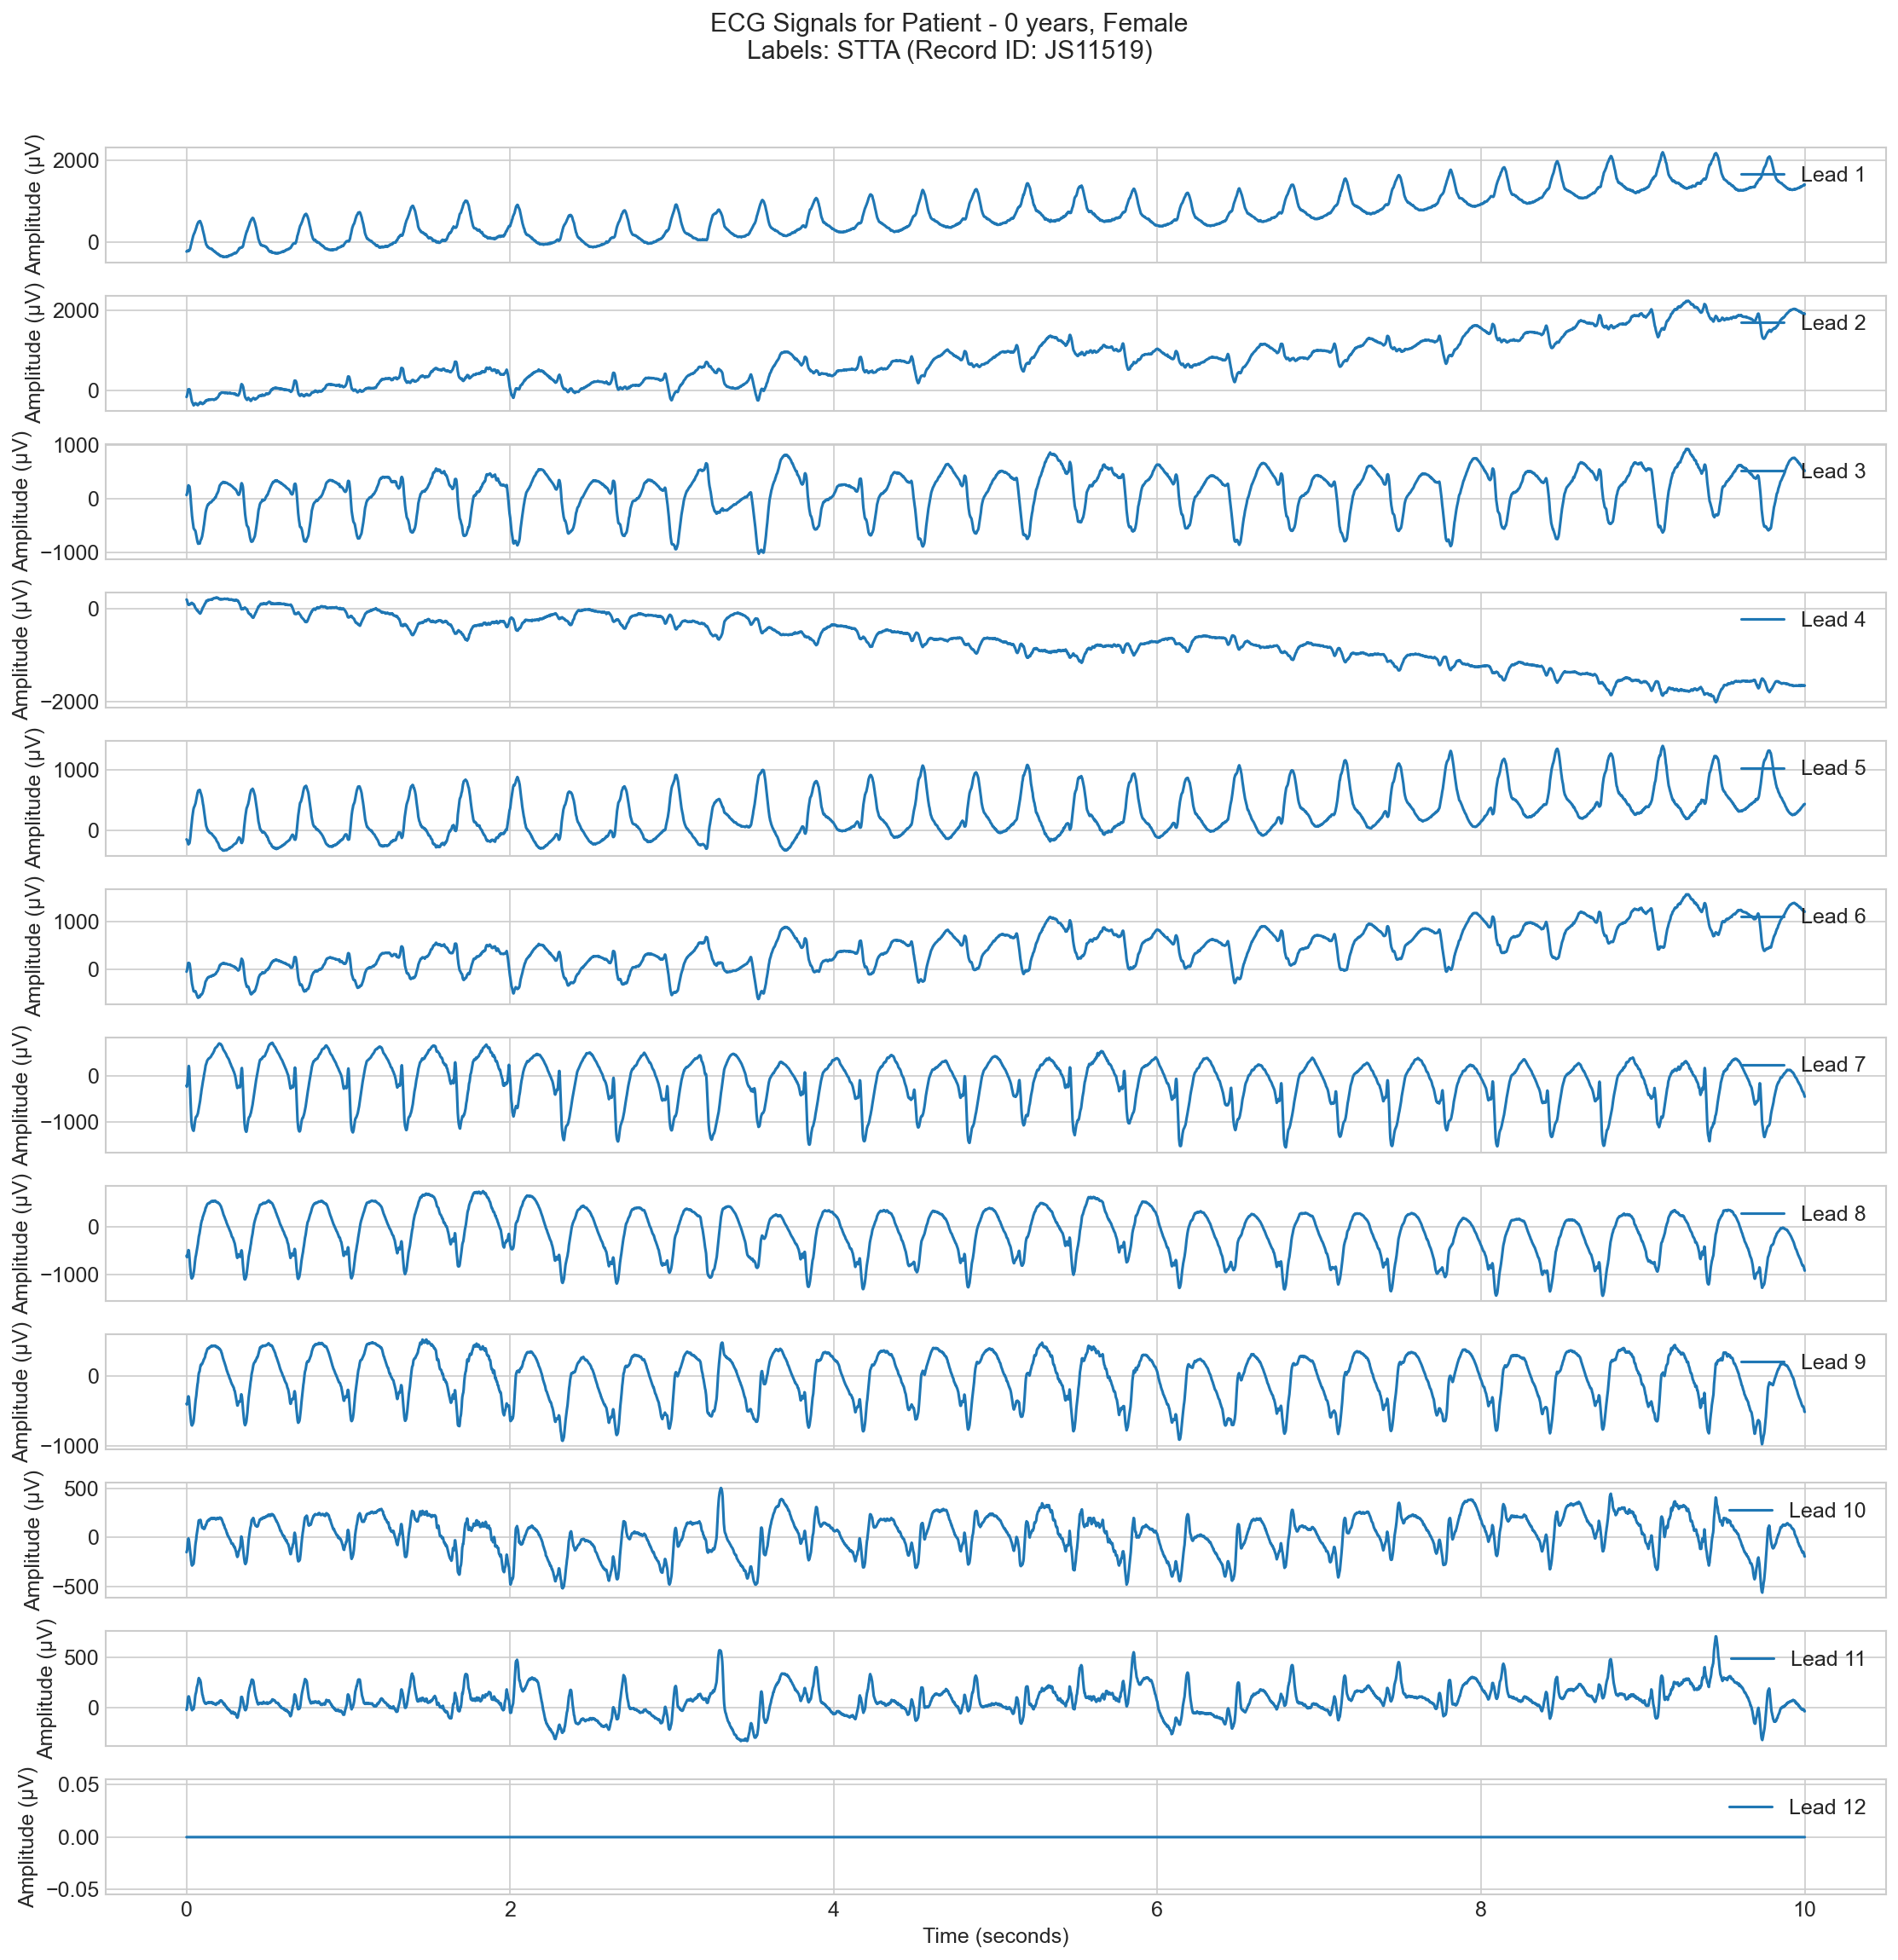 ECG Signals for Patient - 0 years, Female
Labels: STTA (Record ID: JS11519)
Amplitude (µV)
2000
0
Lead 1
Amplitude (µV)
2000
0
Lead 2
Amplitude (µV)
1000
0
−1000
Lead 3
Amplitude (µV)
0
−2000
Lead 4
Amplitude (µV)
1000
0
Lead 5
Amplitude (µV)
1000
0
Lead 6
Amplitude (µV)
0
−1000
Lead 7
Amplitude (µV)
0
−1000
Lead 8
Amplitude (µV)
0
−1000
Lead 9
Amplitude (µV)
500
0
−500
Lead 10
Amplitude (µV)
500
0
Lead 11
Amplitude (µV)
0.05
0.00
−0.05
Lead 12
0 2 4 6 8 10
Time (seconds)